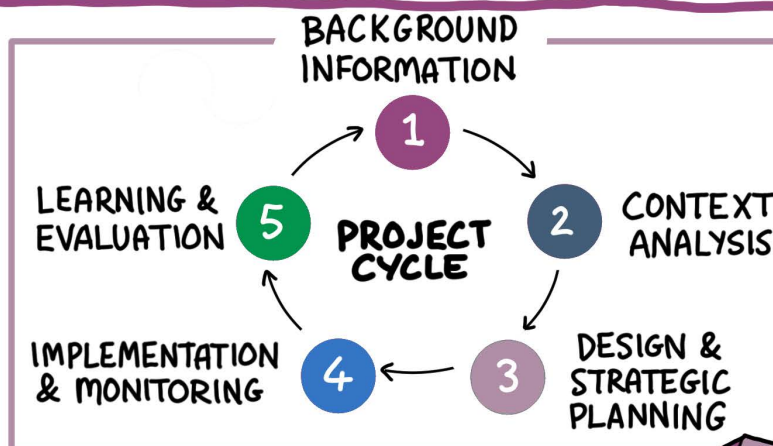 BACKGROUND
INFORMATION
1
2
CONTEXT
ANALYSIS
3
DESIGN &
STRATEGIC
PLANNING
4
IMPLEMENTATION
& MONITORING
5
LEARNING &
EVALUATION
PROJECT
CYCLE